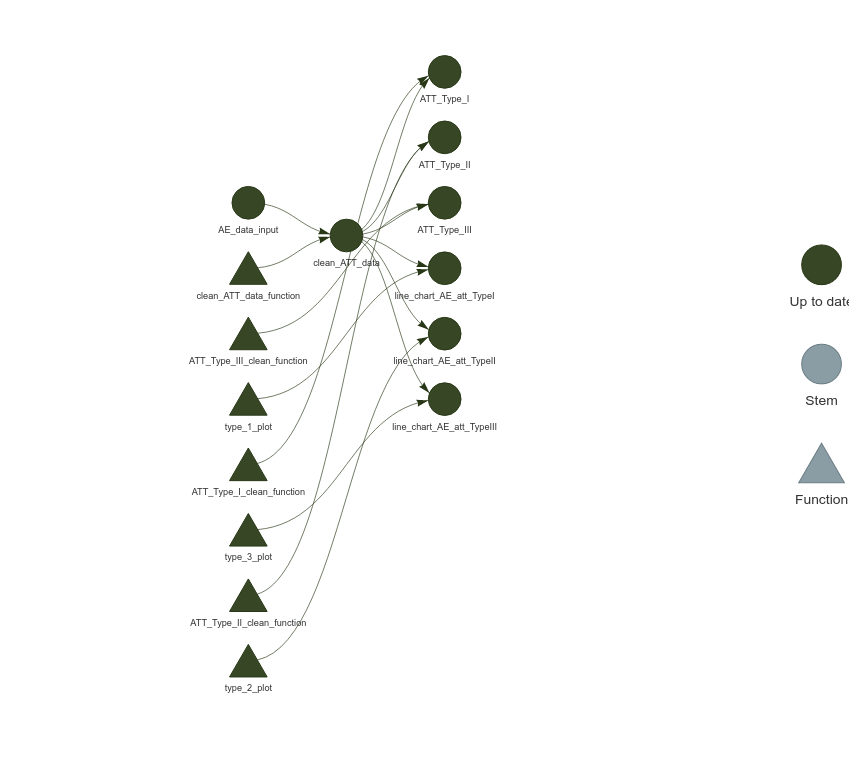 ATT_Type_I
ATT_Type_II
AE_data_input
ATT_Type_III
clean_ATT_data
clean_ATT_data_function
line_chart_AE_att_TypeI
Up to date
ATT_Type_III_clean_function
line_chart_AE_att_TypeII
Stem
type_1_plot
line_chart_AE_att_TypeIII
ATT_Type_I_clean_function
Function
type_3_plot
ATT_Type_II_clean_function
type_2_plot